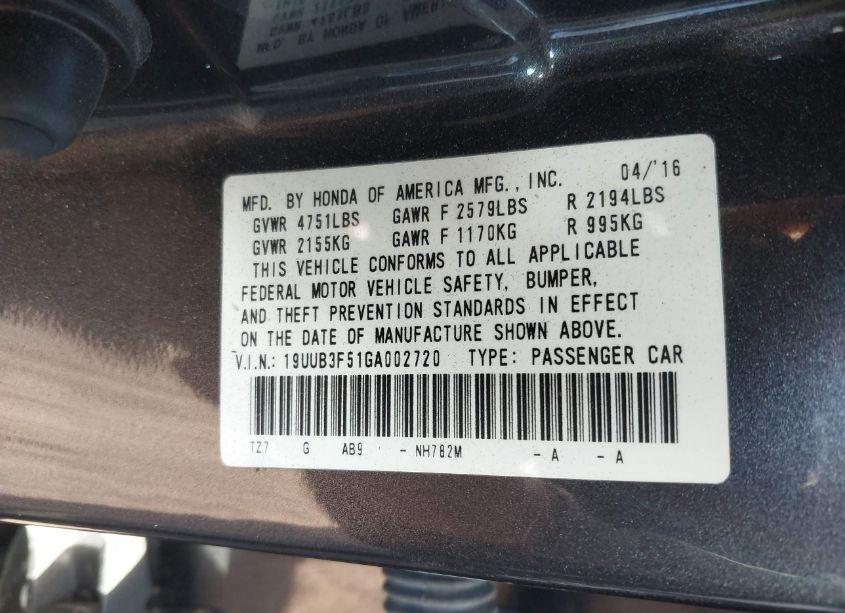 MFD. BY HONDA OF AMERICA MFG., INC. 04/'16
GVWR 4751LBS GAWR F 2579LBS R 2194LBS
GVWR 2155KG GAWR F 1170KG R 995KG
THIS VEHICLE CONFORMS TO ALL APPLICABLE
FEDERAL MOTOR VEHICLE SAFETY, BUMPER,
AND THEFT PREVENTION STANDARDS IN EFFECT
ON THE DATE OF MANUFACTURE SHOWN ABOVE.
V.I.N.: 19UUB3F51GA002720 TYPE: PASSENGER CAR
TZ7 G AB9 - NH782M - A - A